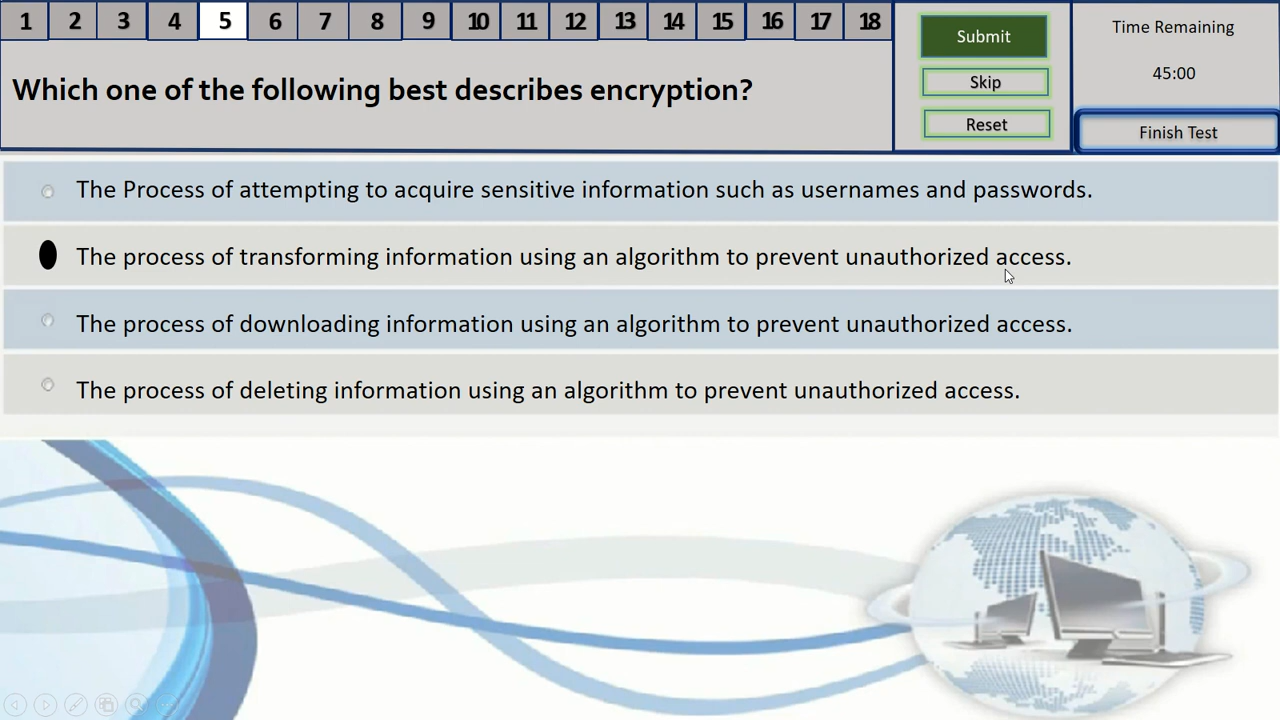 1 2 3 4 5 6 7 8 9 10 11 12 13 14 15 16 17 18
Which one of the following best describes encryption?
Submit
Skip
Reset
Time Remaining
45:00
Finish Test
The Process of attempting to acquire sensitive information such as usernames and passwords.
The process of transforming information using an algorithm to prevent unauthorized access.
The process of downloading information using an algorithm to prevent unauthorized access.
The process of deleting information using an algorithm to prevent unauthorized access.